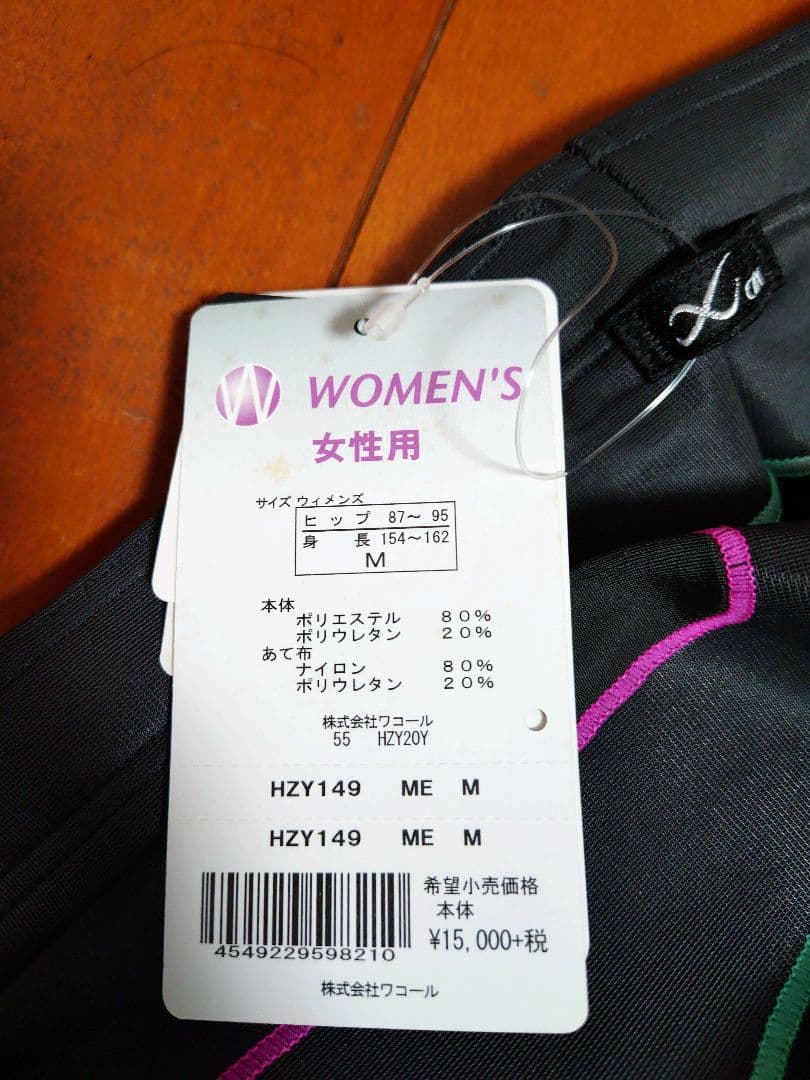 W WOMEN'S
女性用
サイズ ウィメンズ
ヒップ 87～ 95
身長 154～162
M
本体
ポリエステル 80%
ポリウレタン 20%
あて布
ナイロン 80%
ポリウレタン 20%
株式会社ワコール
55 HZY20Y
HZY149 ME M
HZY149 ME M
希望小売価格
本体
¥15,000+税
4549229598210
株式会社ワコール